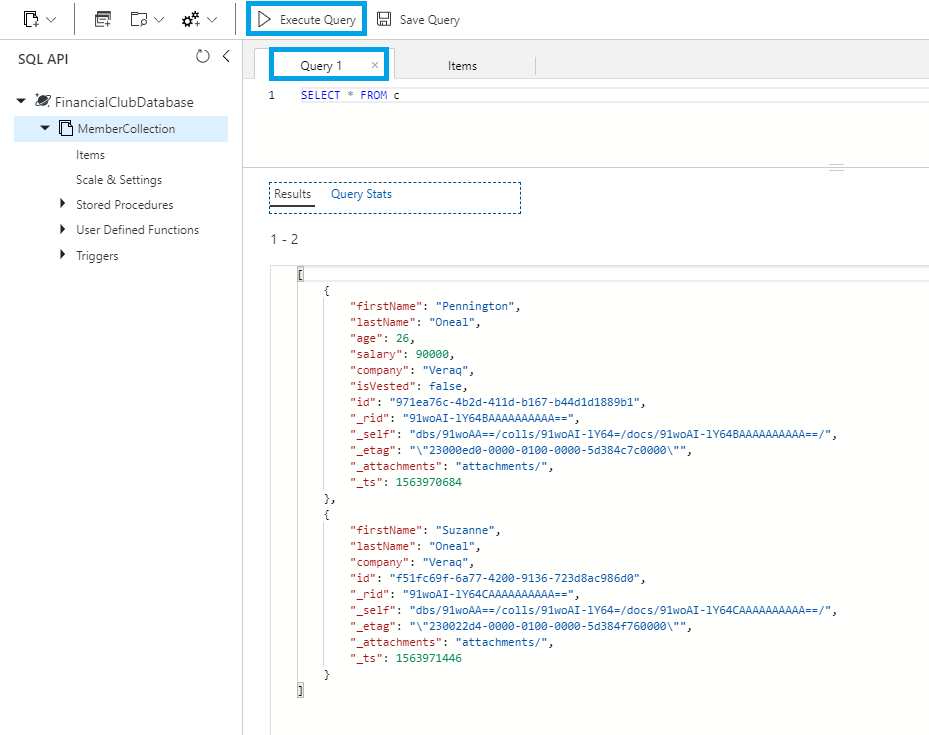 Execute Query
Save Query
SQL API
FinancialClubDatabase
MemberCollection
Items
Scale & Settings
Stored Procedures
User Defined Functions
Triggers
Query 1 ×
Items
1 SELECT * FROM c
Results Query Stats
1 - 2
[
{
"firstName": "Pennington",
"lastName": "Oneal",
"age": 26,
"salary": 90000,
"company": "Veraq",
"isVested": false,
"id": "971ea76c-4b2d-411d-b167-b44d1d1889b1",
"_rid": "91woAI-lY64BAAAAAAAAAA==",
"_self": "dbs/91woAA==/colls/91woAI-lY64=/docs/91woAI-lY64BAAAAAAAAAA==/",
"_etag": "\"23000ed0-0000-0100-0000-5d384c7c0000\"",
"_attachments": "attachments/",
"_ts": 1563970684
},
{
"firstName": "Suzanne",
"lastName": "Oneal",
"company": "Veraq",
"id": "f51fc69f-6a77-4200-9136-723d8ac986d0",
"_rid": "91woAI-lY64CAAAAAAAAAA==",
"_self": "dbs/91woAA==/colls/91woAI-lY64=/docs/91woAI-lY64CAAAAAAAAAA==/",
"_etag": "\"230022d4-0000-0100-0000-5d384f760000\"",
"_attachments": "attachments/",
"_ts": 1563971446
}
]